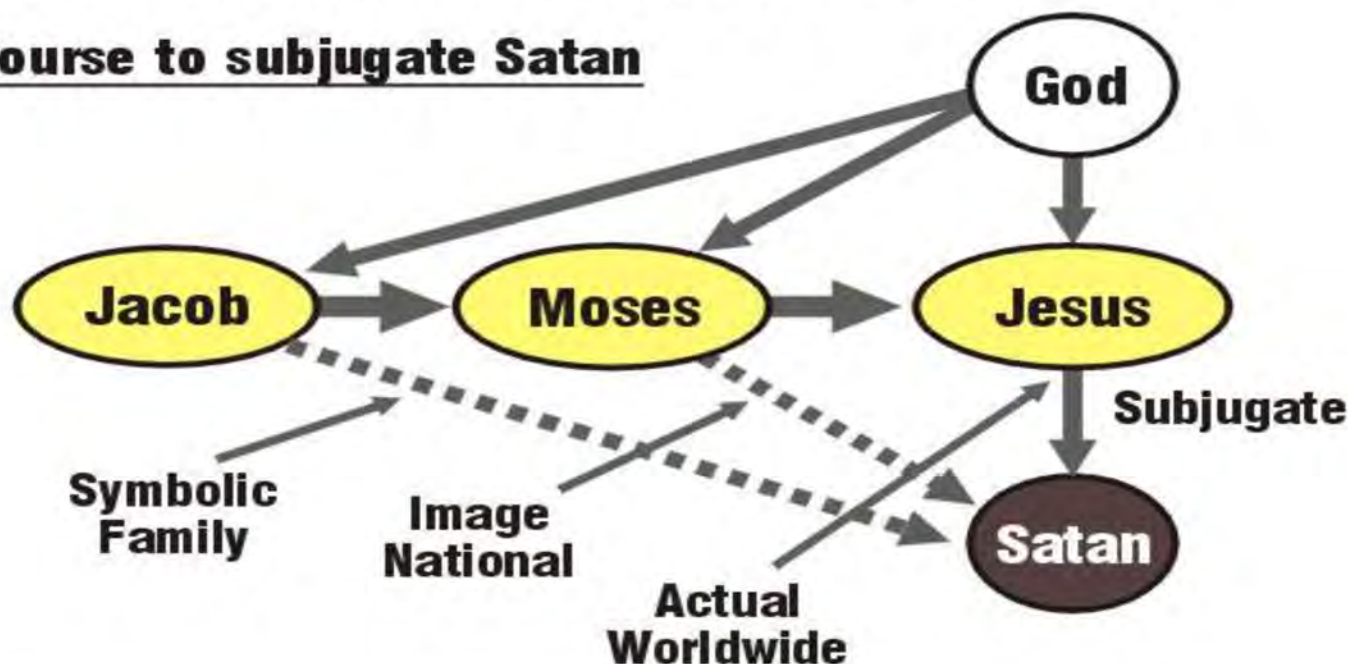 ourse to subjugate Satan
God
Jacob
Moses
Jesus
Subjugate
Symbolic
Family
Image
National
Satan
Actual
Worldwide